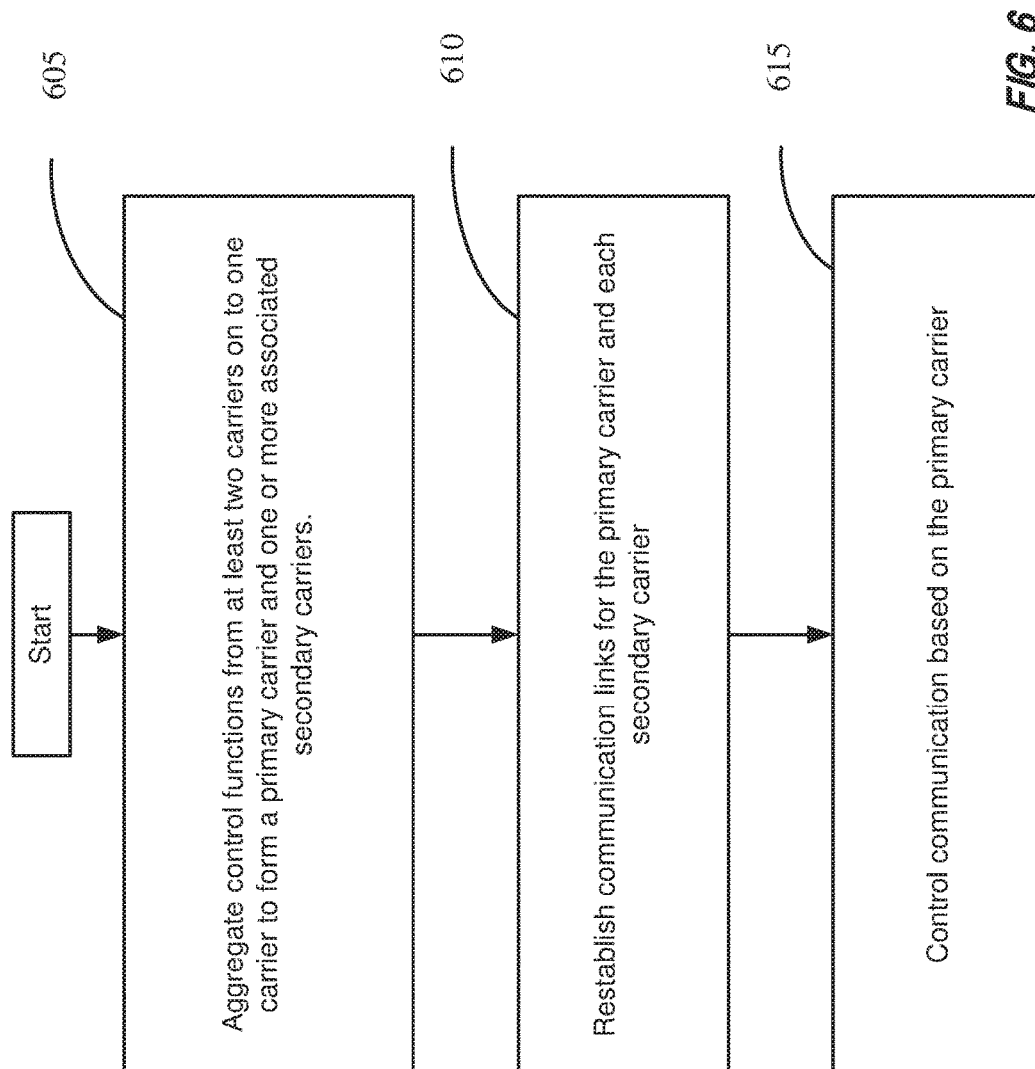 Start
605
Aggregate control functions from at least two carriers on to one
carrier to form a primary carrier and one or more associated
secondary carriers.
610
Restablish communication links for the primary carrier and each
secondary carrier
615
Control communication based on the primary carrier
FIG. 6